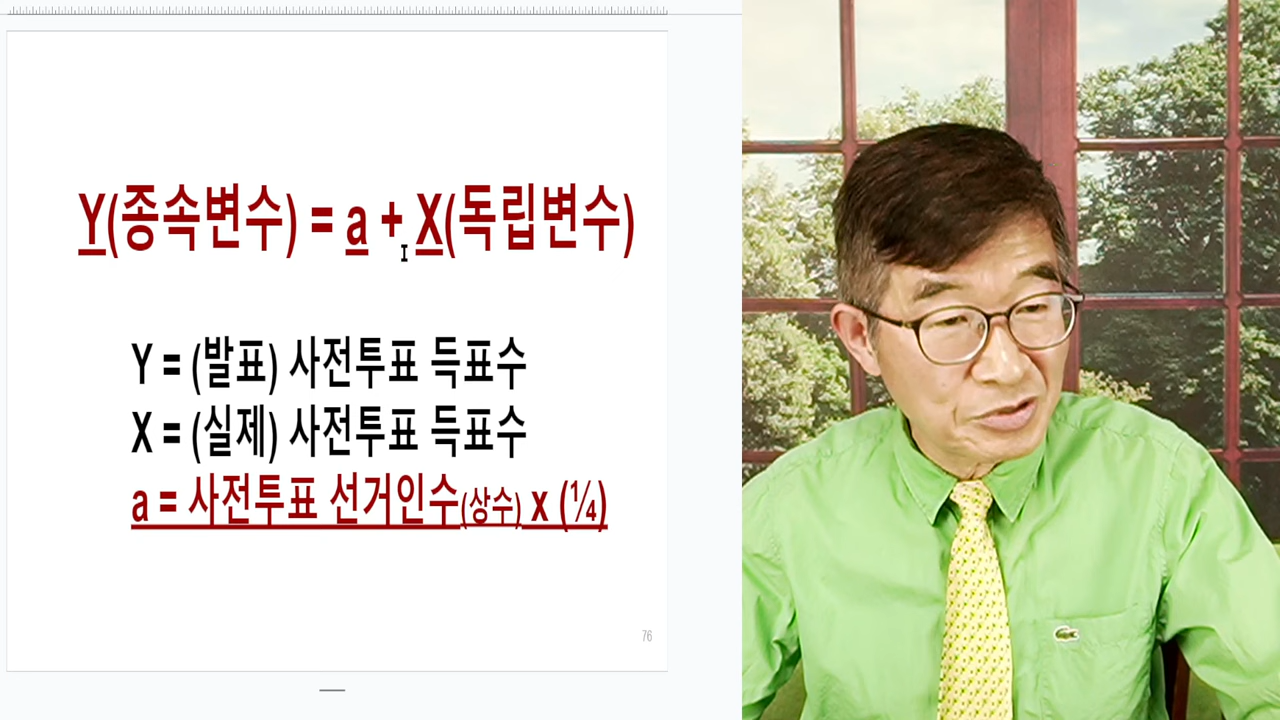 Y(종속변수) = a + X(독립변수)
Y = (발표) 사전투표 득표수
X = (실제) 사전투표 득표수
a = 사전투표 선거인수(상수) x (¼)
76